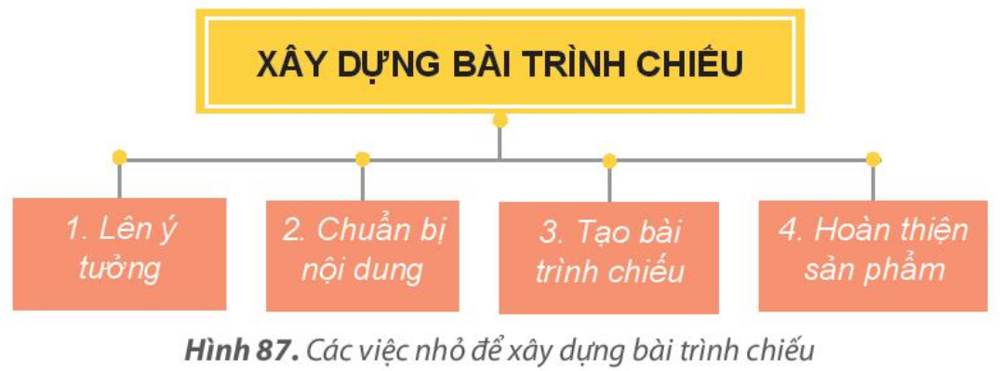 XÂY DỰNG BÀI TRÌNH CHIẾU
1. Lên ý
tưởng
2. Chuẩn bị
nội dung
3. Tạo bài
trình chiếu
4. Hoàn thiện
sản phẩm
Hình 87. Các việc nhỏ để xây dựng bài trình chiếu